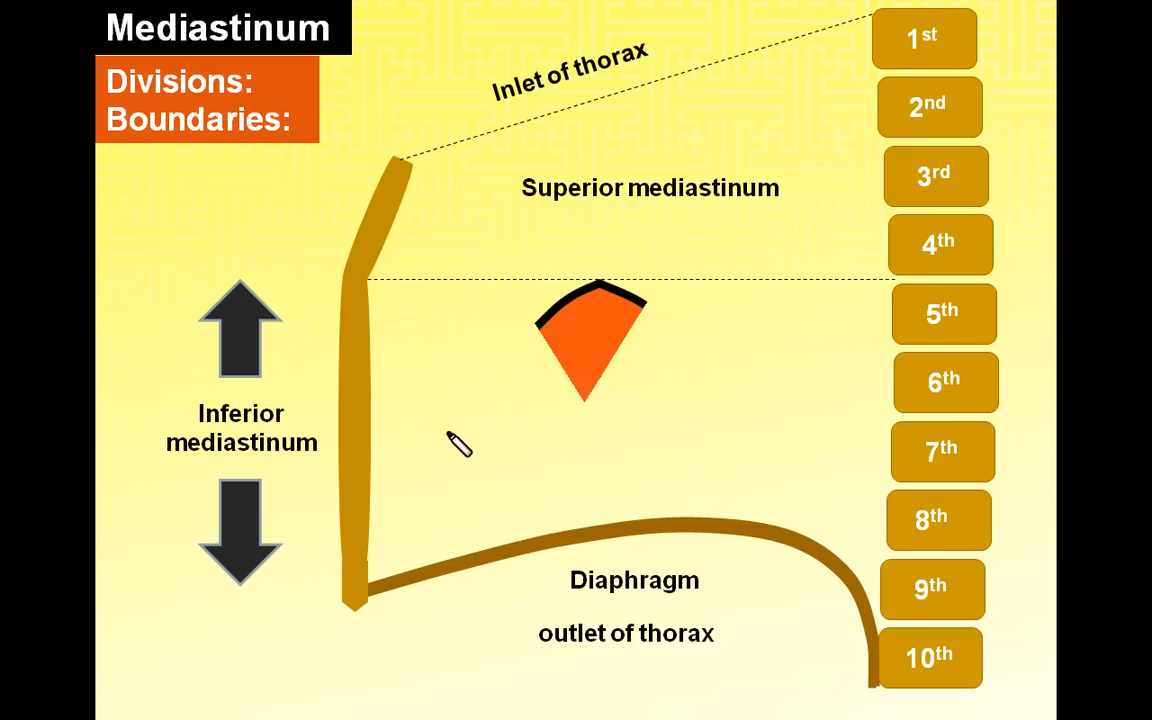 Mediastinum
Divisions:
Boundaries:
Inlet of thorax
Superior mediastinum
Inferior
mediastinum
Diaphragm
outlet of thorax
1st
2nd
3rd
4th
5th
6th
7th
8th
9th
10th